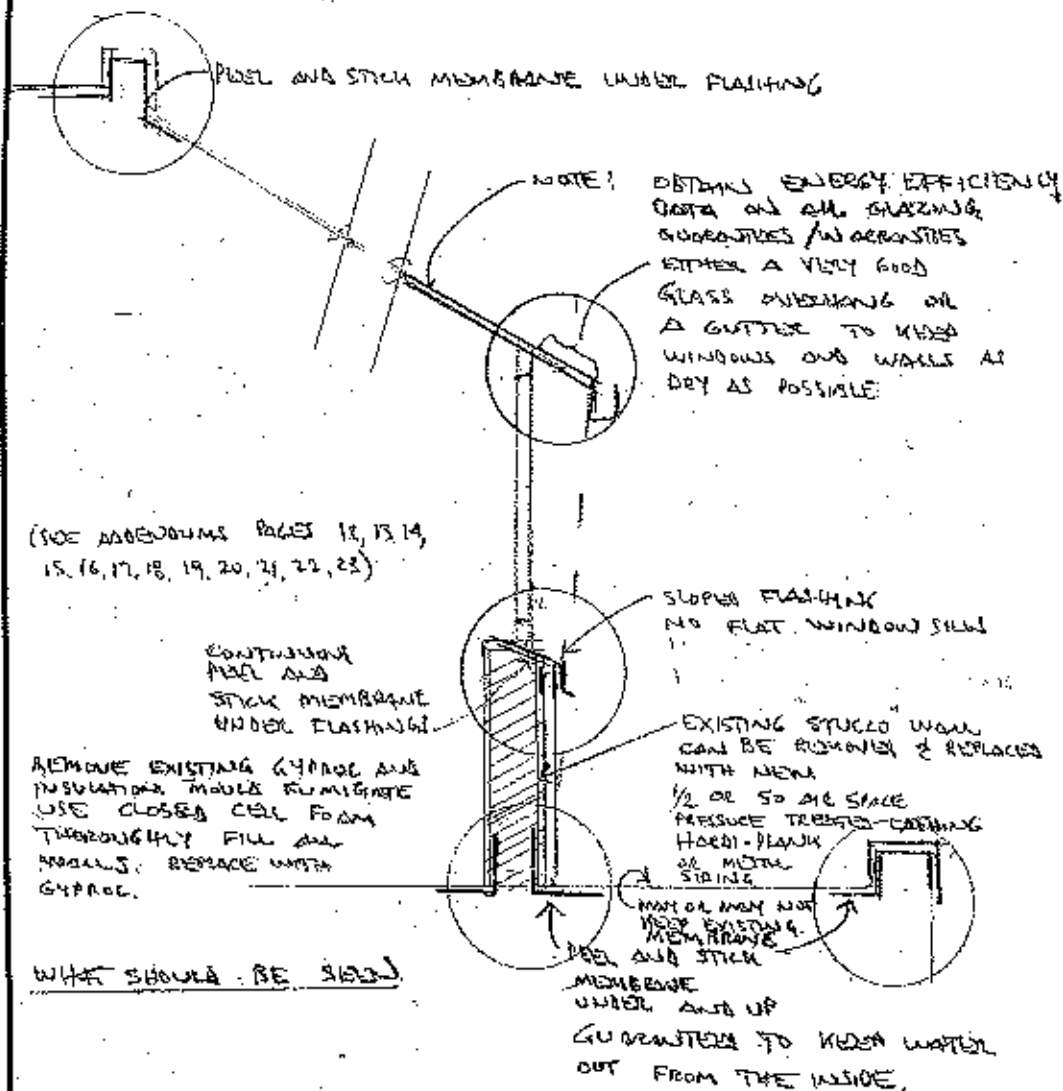 PEEL AND STICK MEMBRANE UNDER FLASHING
NOTE: OBTAIN ENERGY EFFICIENCY
DATA ON ALL GLAZING
GUARANTEES / WARRANTIES
EITHER A VERY GOOD
GLASS OVERHANG OR
A GUTTER TO KEEP
WINDOWS AND WALLS AS
DRY AS POSSIBLE
(SEE ADDENDUMS PAGES 12, 13, 14,
15, 16, 17, 18, 19, 20, 21, 22, 23)
SLOPED FLASHING
NO FLAT WINDOW SILLS
CONTINUOUS
PEEL AND
STICK MEMBRANE
UNDER FLASHINGS
EXISTING STUCCO WALL
CAN BE REMOVED & REPLACED
WITH NEW
1/2 OR SO AIR SPACE
PRESSURE TREATED
HARDI-PLANK
OR METAL
SIDING
REMOVE EXISTING GYPROC AND
INSULATION MOULD FUMIGATE
USE CLOSED CELL FOAM
THOROUGHLY FILL ALL
WALLS. REPLACE WITH
GYPROC.
MAY OR MAY NOT
KEEP EXISTING
MEMBRANE
PEEL AND STICK
MEMBRANE
UNDER AND UP
GUARANTEED TO KEEP WATER
OUT FROM THE INSIDE.
WHAT SHOULD BE SEEN